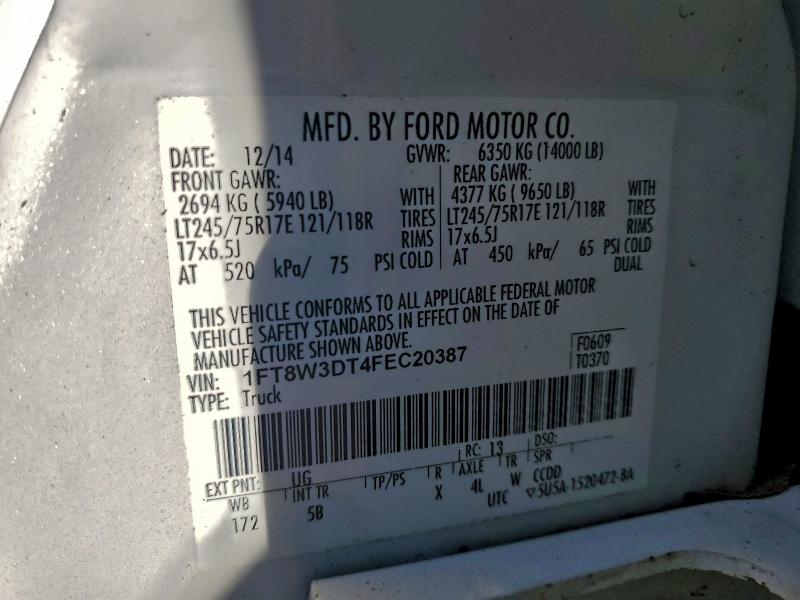 MFD. BY FORD MOTOR CO.
DATE: 12/14 GVWR: 6350 KG (14000 LB)
FRONT GAWR: REAR GAWR:
2694 KG ( 5940 LB) WITH 4377 KG ( 9650 LB) WITH
LT245/75R17E 121/118R TIRES LT245/75R17E 121/118R TIRES
17x6.5J RIMS 17x6.5J RIMS
AT 520 kPa/ 75 PSI COLD AT 450 kPa/ 65 PSI COLD
DUAL
THIS VEHICLE CONFORMS TO ALL APPLICABLE FEDERAL MOTOR
VEHICLE SAFETY STANDARDS IN EFFECT ON THE DATE OF
MANUFACTURE SHOWN ABOVE.
VIN: 1FT8W3DT4FEC20387 F0609
TYPE: Truck T0370
RC: 13 DSO:
EXT PNT: UG
WB INT TR TP/PS R AXLE TR SPR
172 5B X 4L W CCDD
UTC ▽5U5A-1520472-BA